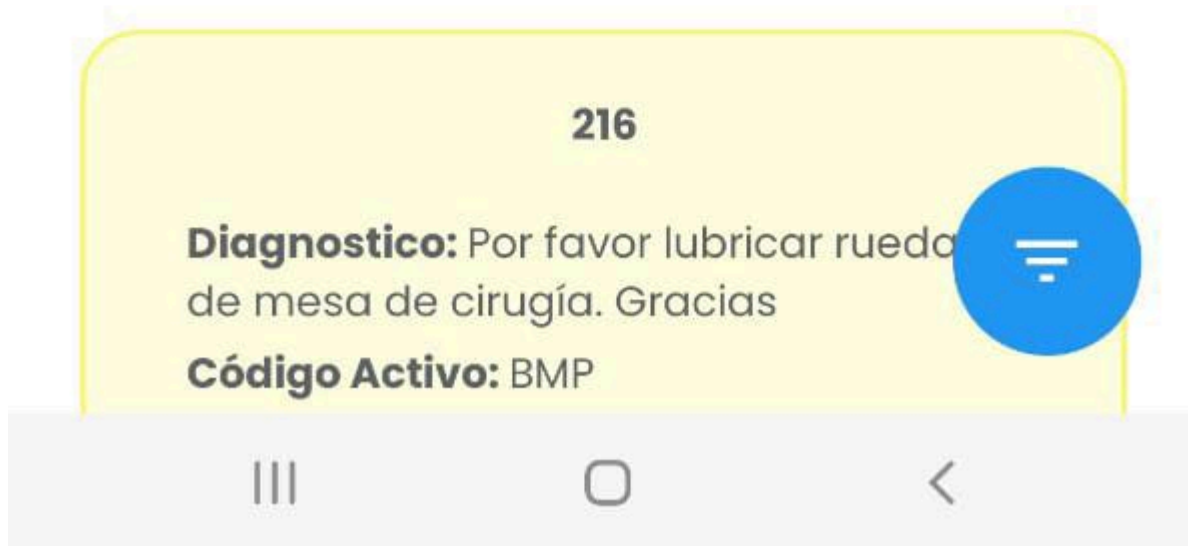 216
Diagnostico: Por favor lubricar rueda
de mesa de cirugía. Gracias
Código Activo: BMP